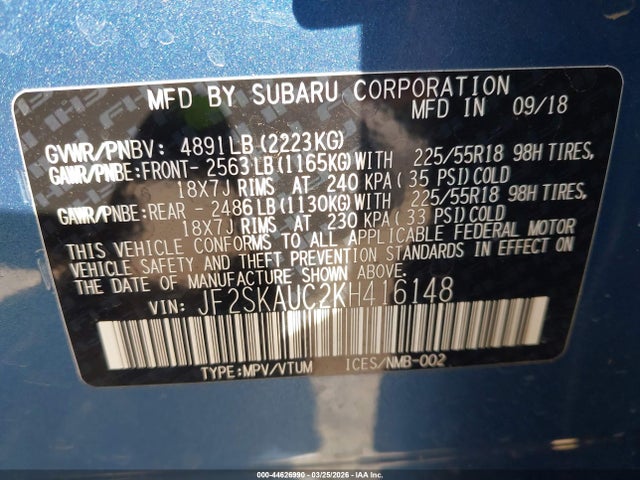 MFD BY SUBARU CORPORATION
MFD IN 09/18
GVWR/PNBV: 4891LB(2223KG)
GAWR/PNBE:FRONT- 2563LB(1165KG)WITH 225/55R18 98H TIRES,
18X7J RIMS AT 240 KPA(35 PSI)COLD
GAWR/PNBE:REAR - 2486LB(1130KG)WITH 225/55R18 98H TIRES,
18X7J RIMS AT 230 KPA(33 PSI)COLD
THIS VEHICLE CONFORMS TO ALL APPLICABLE FEDERAL MOTOR
VEHICLE SAFETY AND THEFT PREVENTION STANDARDS IN EFFECT ON
THE DATE OF MANUFACTURE SHOWN ABOVE.
VIN: JF2SKAUC2KH416148
TYPE:MPV/VTUM ICES/NMB-002
000-44626990 - 03/25/2026 - IAA Inc.